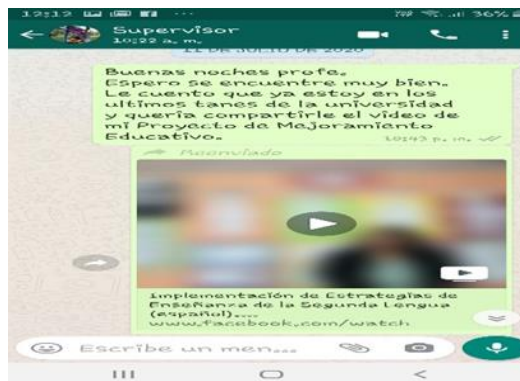 12:12
36%
Supervisor
10:22 a. m.
11 DE JULIO DE 2020
Buenas noches profe.
Espero se encuentre muy bien.
Le cuento que ya estoy en los
ultimos tanes de la universidad
y quería compartirle el video de
mi Proyecto de Mejoramiento
Educativo.
10:43 p. m.
Reenviado
Implementación de Estrategias de
Enseñanza de la Segunda Lengua
(español)....
www.facebook.com/watch
Escribe un men...